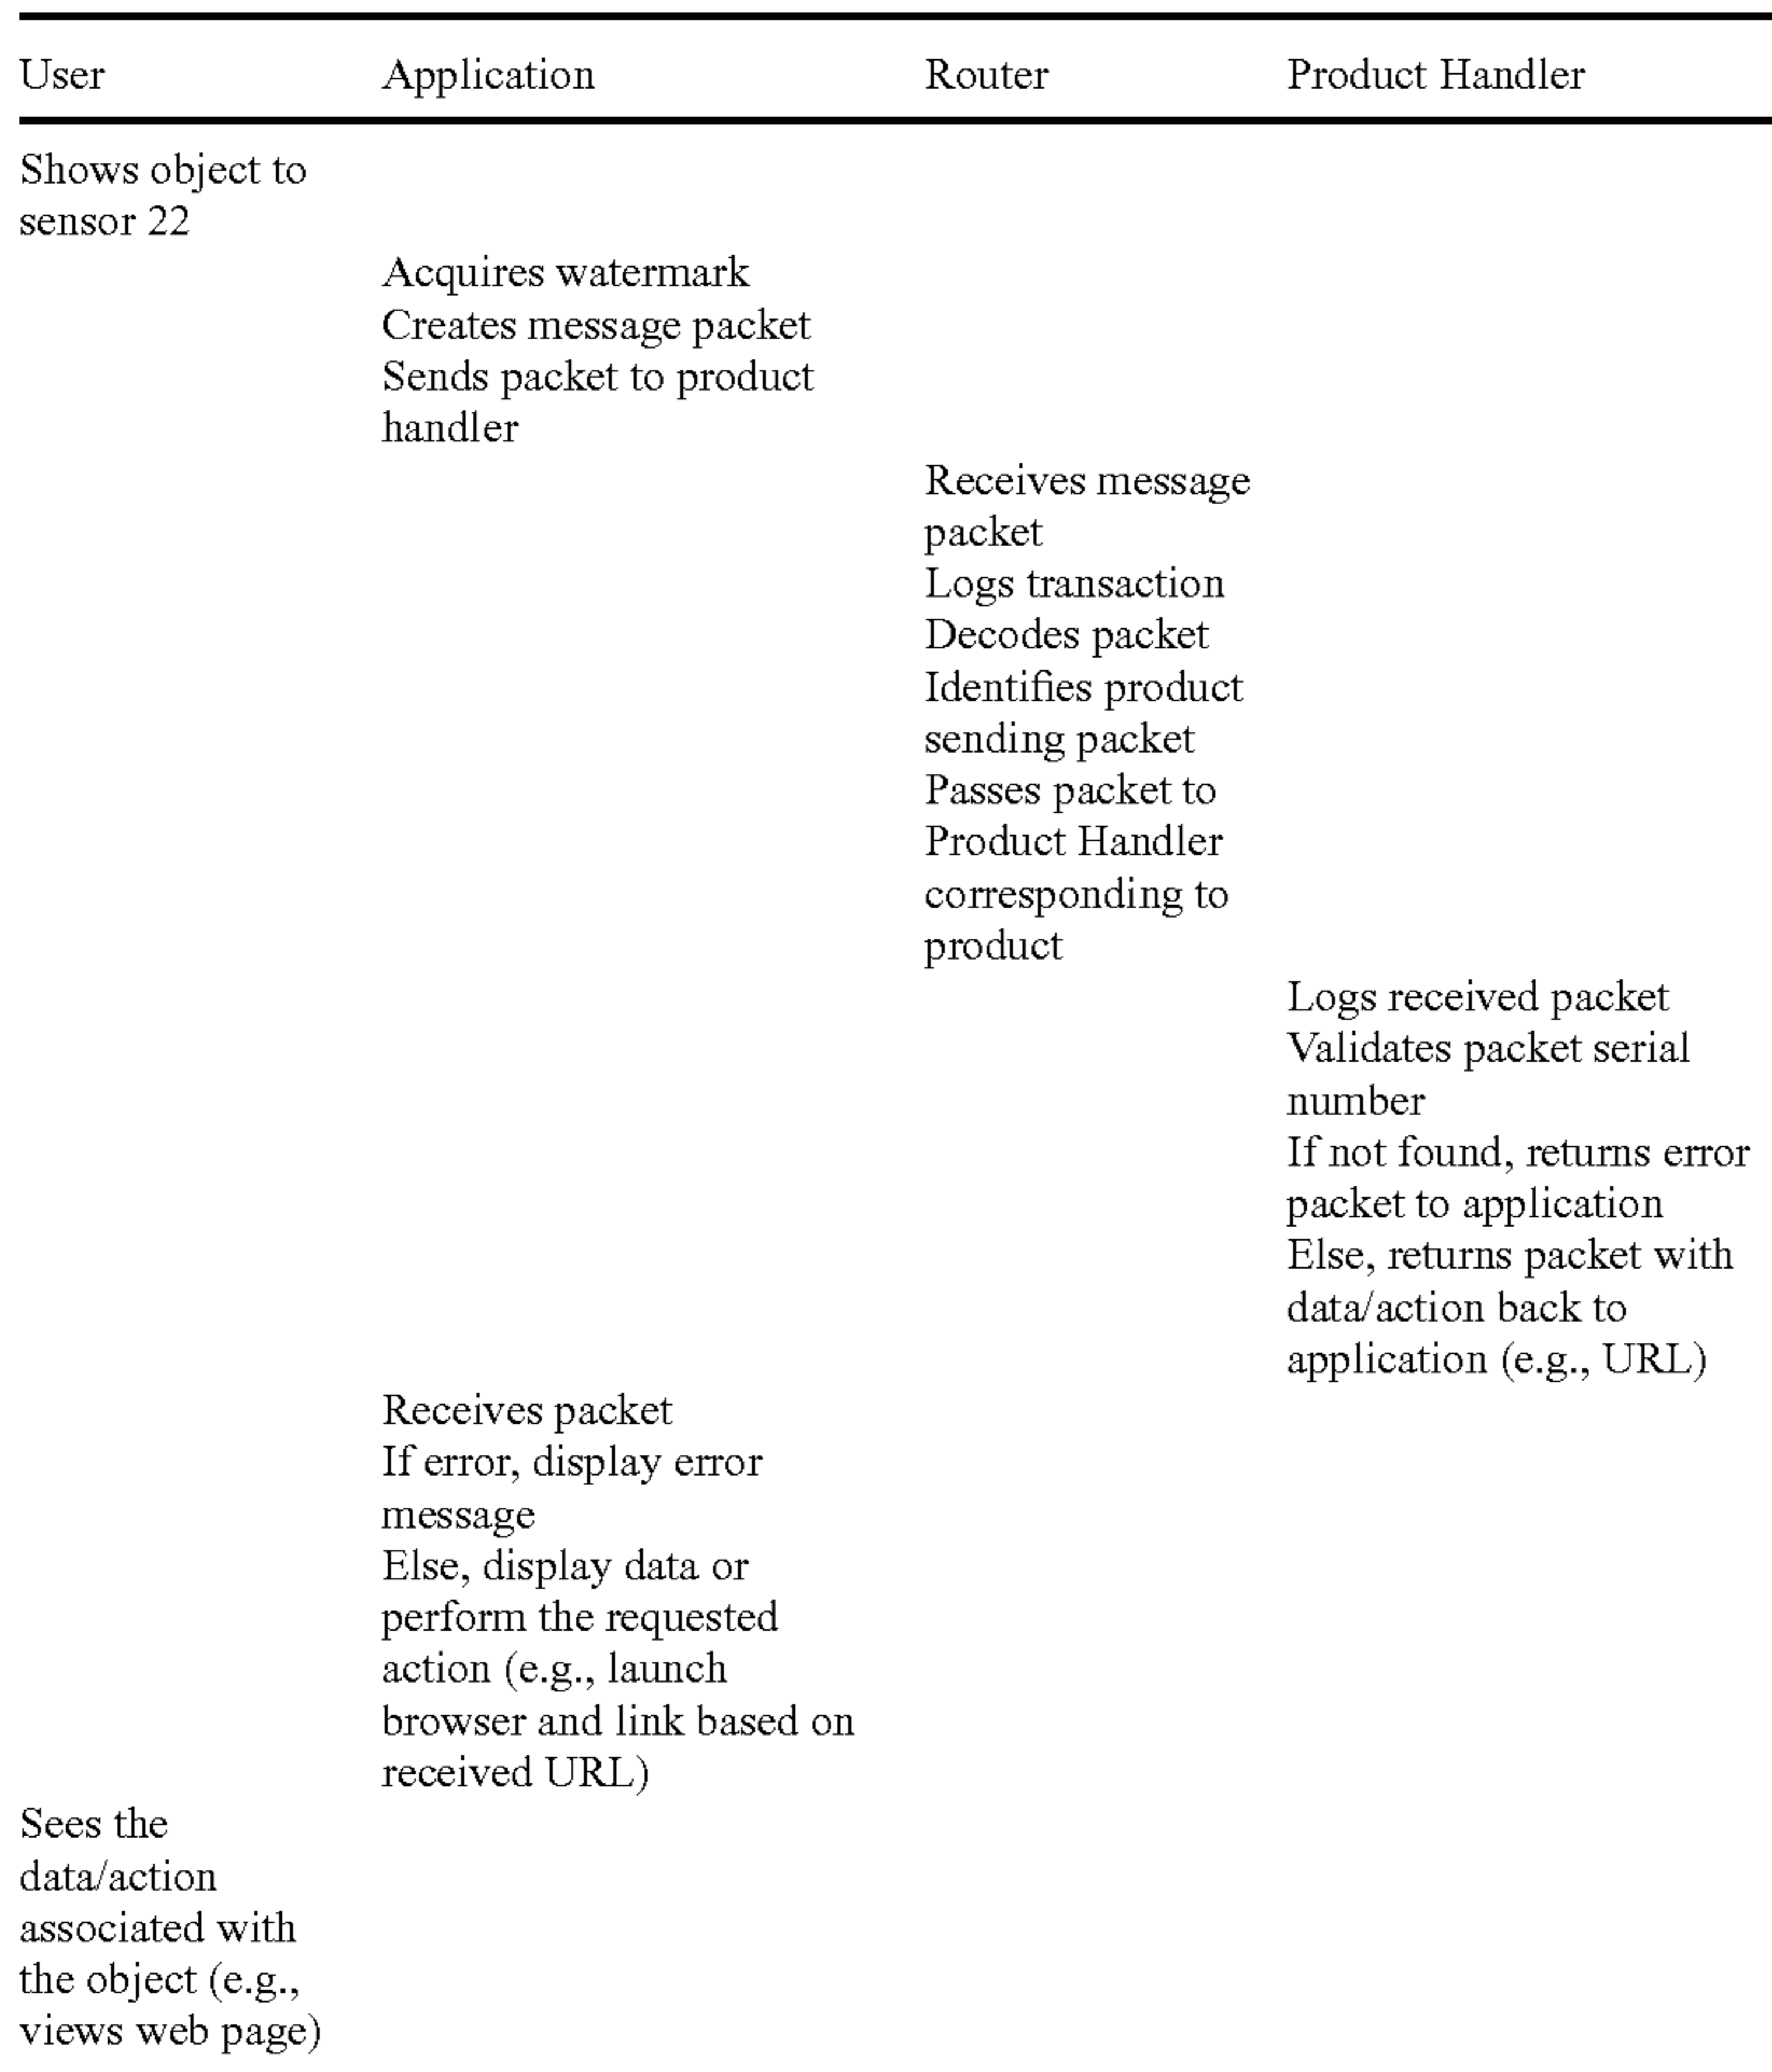 User Application Router Product Handler
Shows object to
sensor 22
Acquires watermark
Creates message packet
Sends packet to product
handler
Receives message
packet
Logs transaction
Decodes packet
Identifies product
sending packet
Passes packet to
Product Handler
corresponding to
product
Logs received packet
Validates packet serial
number
If not found, returns error
packet to application
Else, returns packet with
data/action back to
application (e.g., URL)
Receives packet
If error, display error
message
Else, display data or
perform the requested
action (e.g., launch
browser and link based on
received URL)
Sees the
data/action
associated with
the object (e.g.,
views web page)